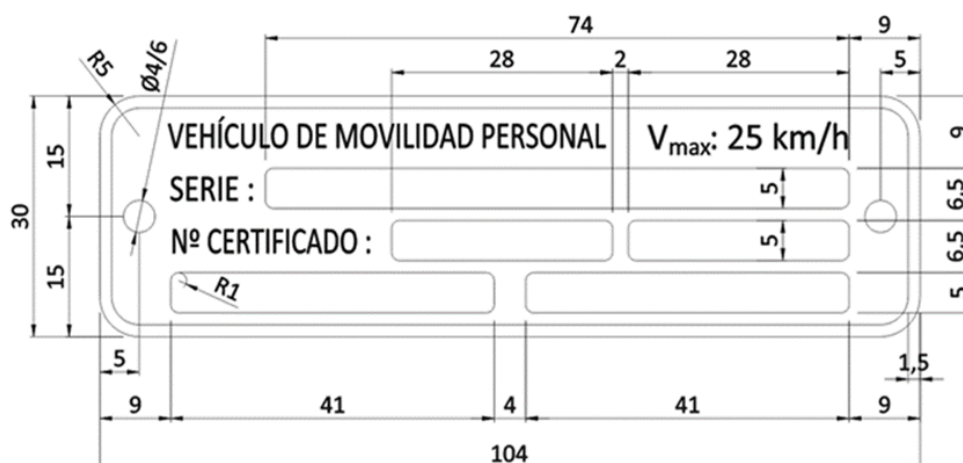 74 9
28 2 28 5
R5 Ø4/6
VEHÍCULO DE MOVILIDAD PERSONAL Vmax: 25 km/h
15 9
SERIE : 5 6,5
30
Nº CERTIFICADO : 5 6,5
15 R1 5
5 1,5
9 41 4 41 9
104